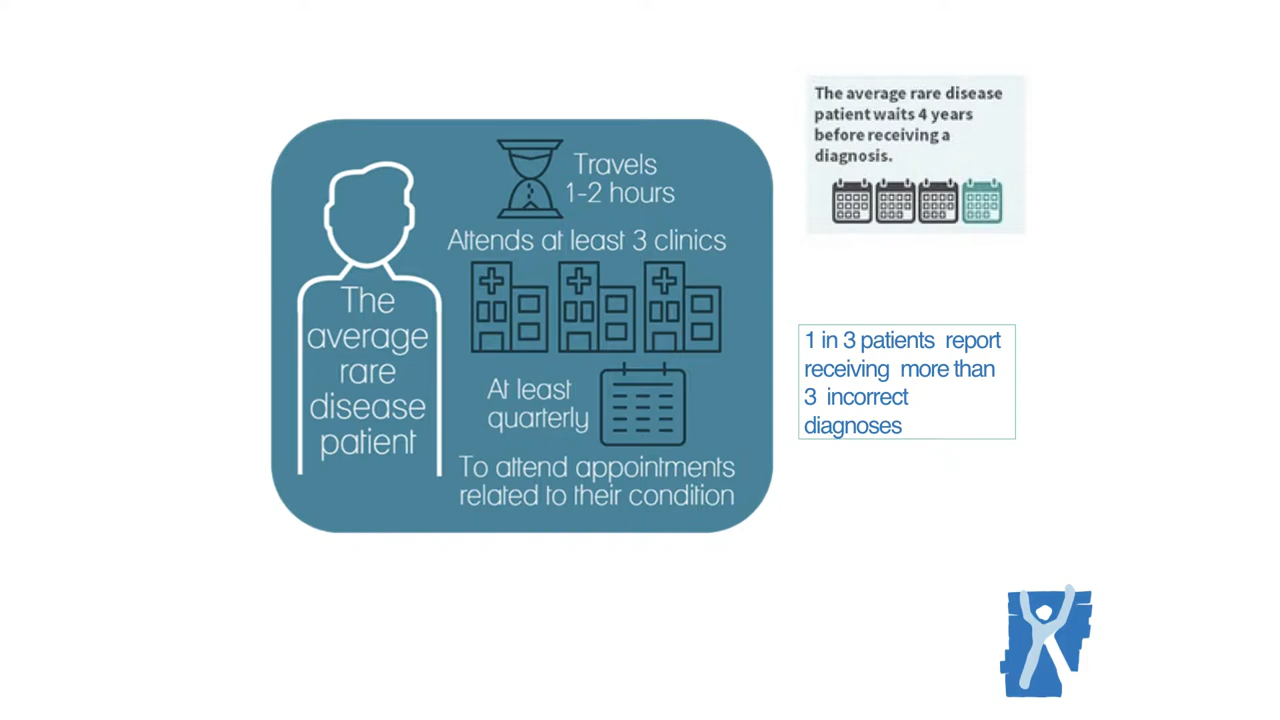 The
average
rare
disease
patient
Travels
1-2 hours
Attends at least 3 clinics
At least
quarterly
To attend appointments
related to their condition
The average rare disease
patient waits 4 years
before receiving a
diagnosis.
1 in 3 patients report
receiving more than
3 incorrect
diagnoses